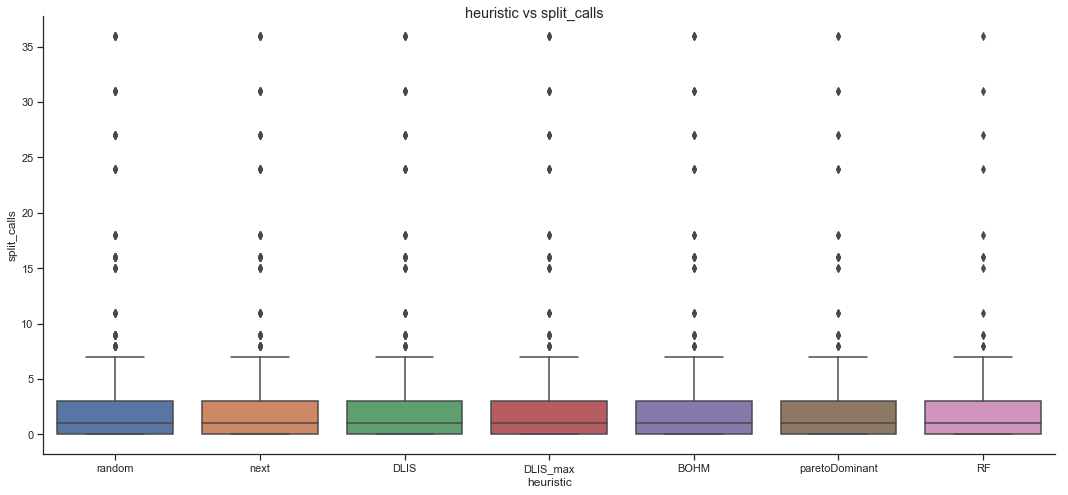 heuristic vs split_calls
35
30
25
20
15
10
5
0
split_calls
random next DLIS DLIS_max BOHM paretoDominant RF
heuristic